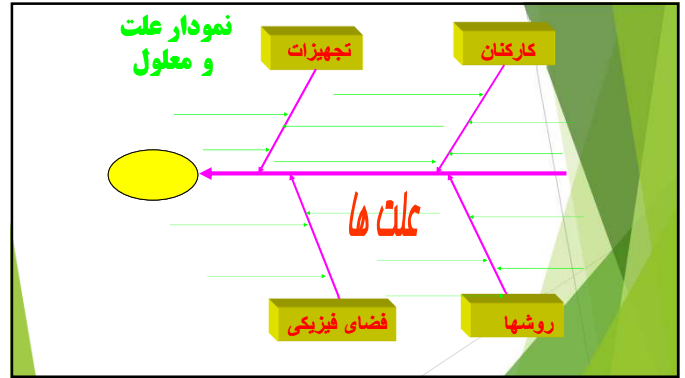 نمودار علت
و معلول
کارکنان
تجهیزات
علت ها
روشها
فضای فیزیکی